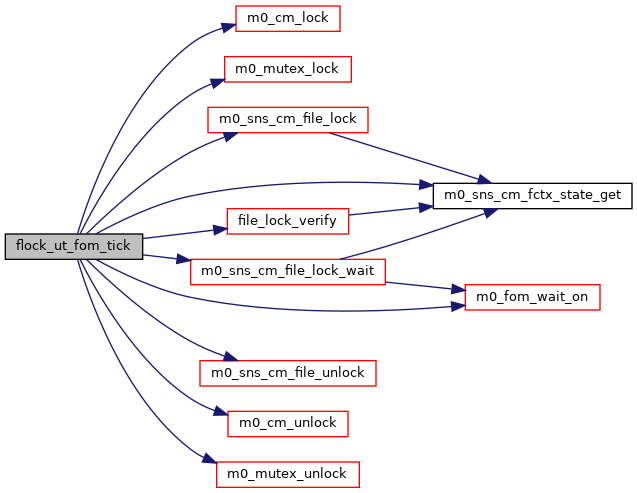 m0_cm_lock
m0_mutex_lock
m0_sns_cm_file_lock
m0_sns_cm_fctx_state_get
file_lock_verify
flock_ut_fom_tick
m0_sns_cm_file_lock_wait
m0_fom_wait_on
m0_sns_cm_file_unlock
m0_cm_unlock
m0_mutex_unlock